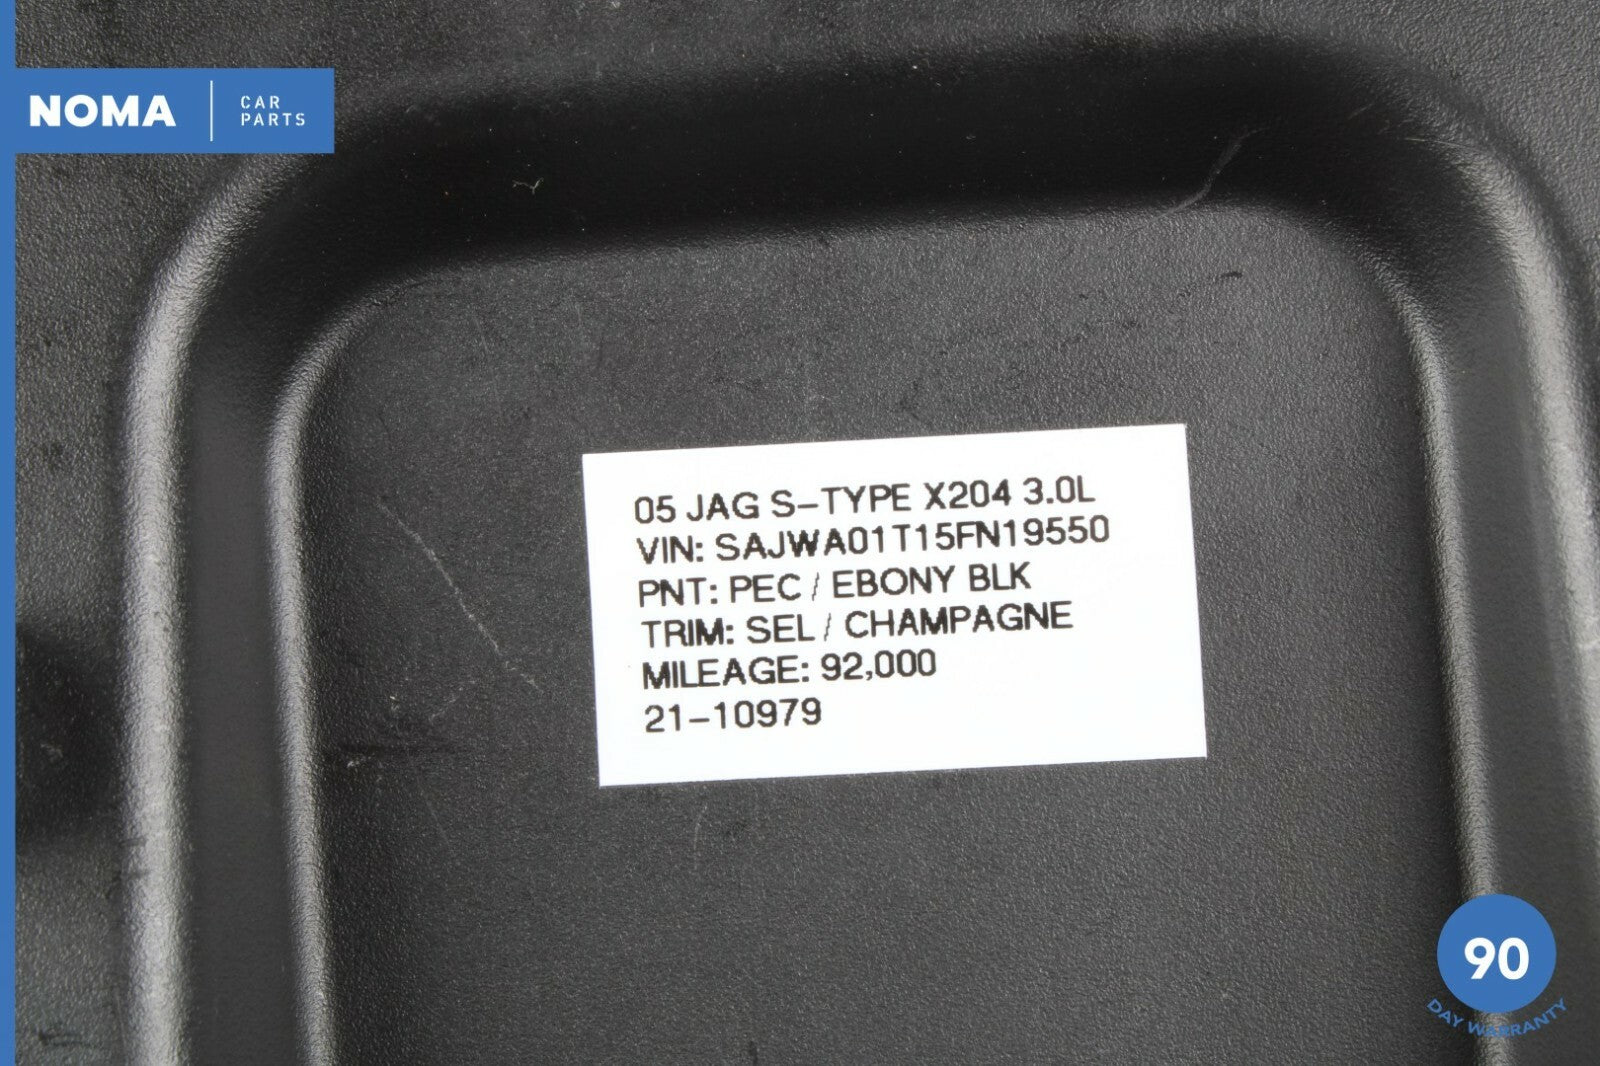 NOMA
CAR
PARTS
05 JAG S-TYPE X204 3.0L
VIN: SAJWA01T15FN19550
PNT: PEC / EBONY BLK
TRIM: SEL / CHAMPAGNE
MILEAGE: 92,000
21-10979
90
DAY WARRANTY